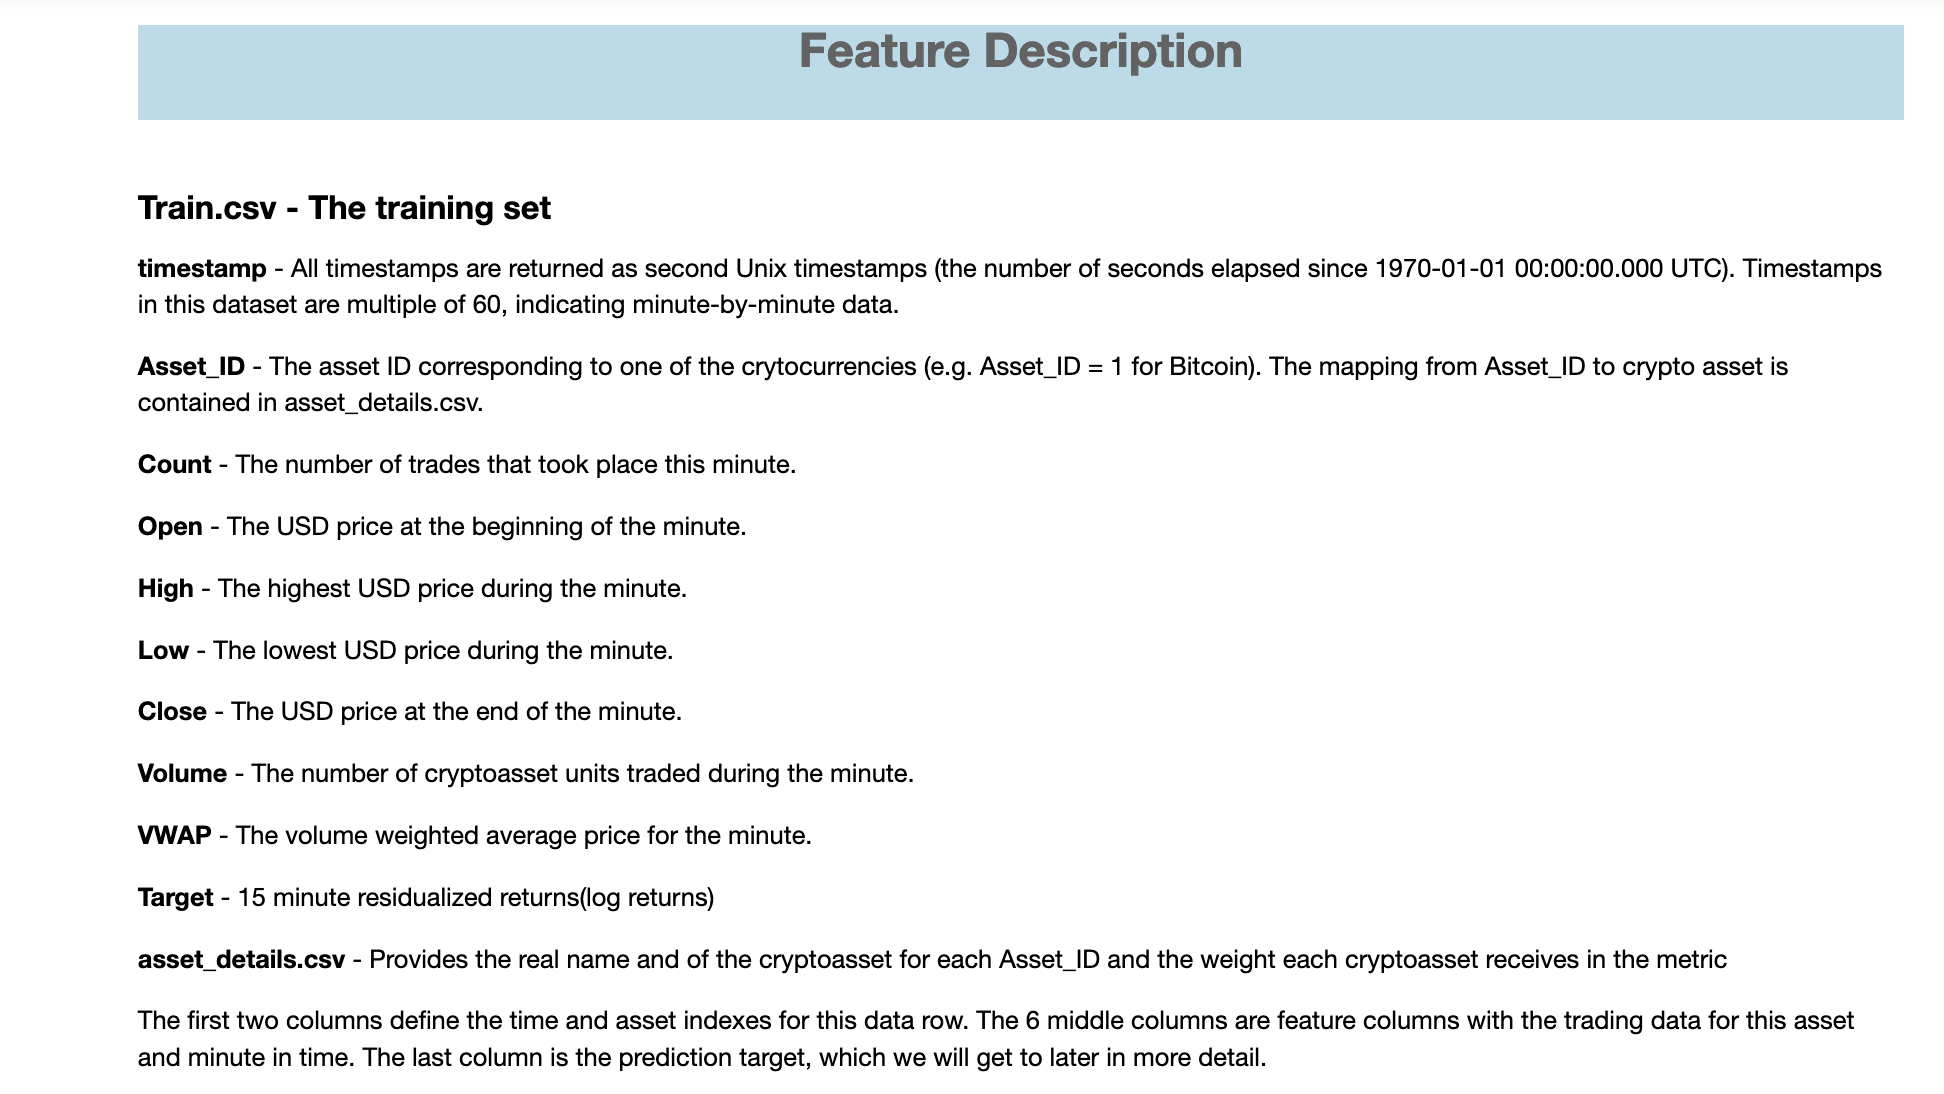 Feature Description
Train.csv - The training set
timestamp - All timestamps are returned as second Unix timestamps (the number of seconds elapsed since 1970-01-01 00:00:00.000 UTC). Timestamps
in this dataset are multiple of 60, indicating minute-by-minute data.
Asset_ID - The asset ID corresponding to one of the crytocurrencies (e.g. Asset_ID = 1 for Bitcoin). The mapping from Asset_ID to crypto asset is
contained in asset_details.csv.
Count - The number of trades that took place this minute.
Open - The USD price at the beginning of the minute.
High - The highest USD price during the minute.
Low - The lowest USD price during the minute.
Close - The USD price at the end of the minute.
Volume - The number of cryptoasset units traded during the minute.
VWAP - The volume weighted average price for the minute.
Target - 15 minute residualized returns(log returns)
asset_details.csv - Provides the real name and of the cryptoasset for each Asset_ID and the weight each cryptoasset receives in the metric
The first two columns define the time and asset indexes for this data row. The 6 middle columns are feature columns with the trading data for this asset
and minute in time. The last column is the prediction target, which we will get to later in more detail.